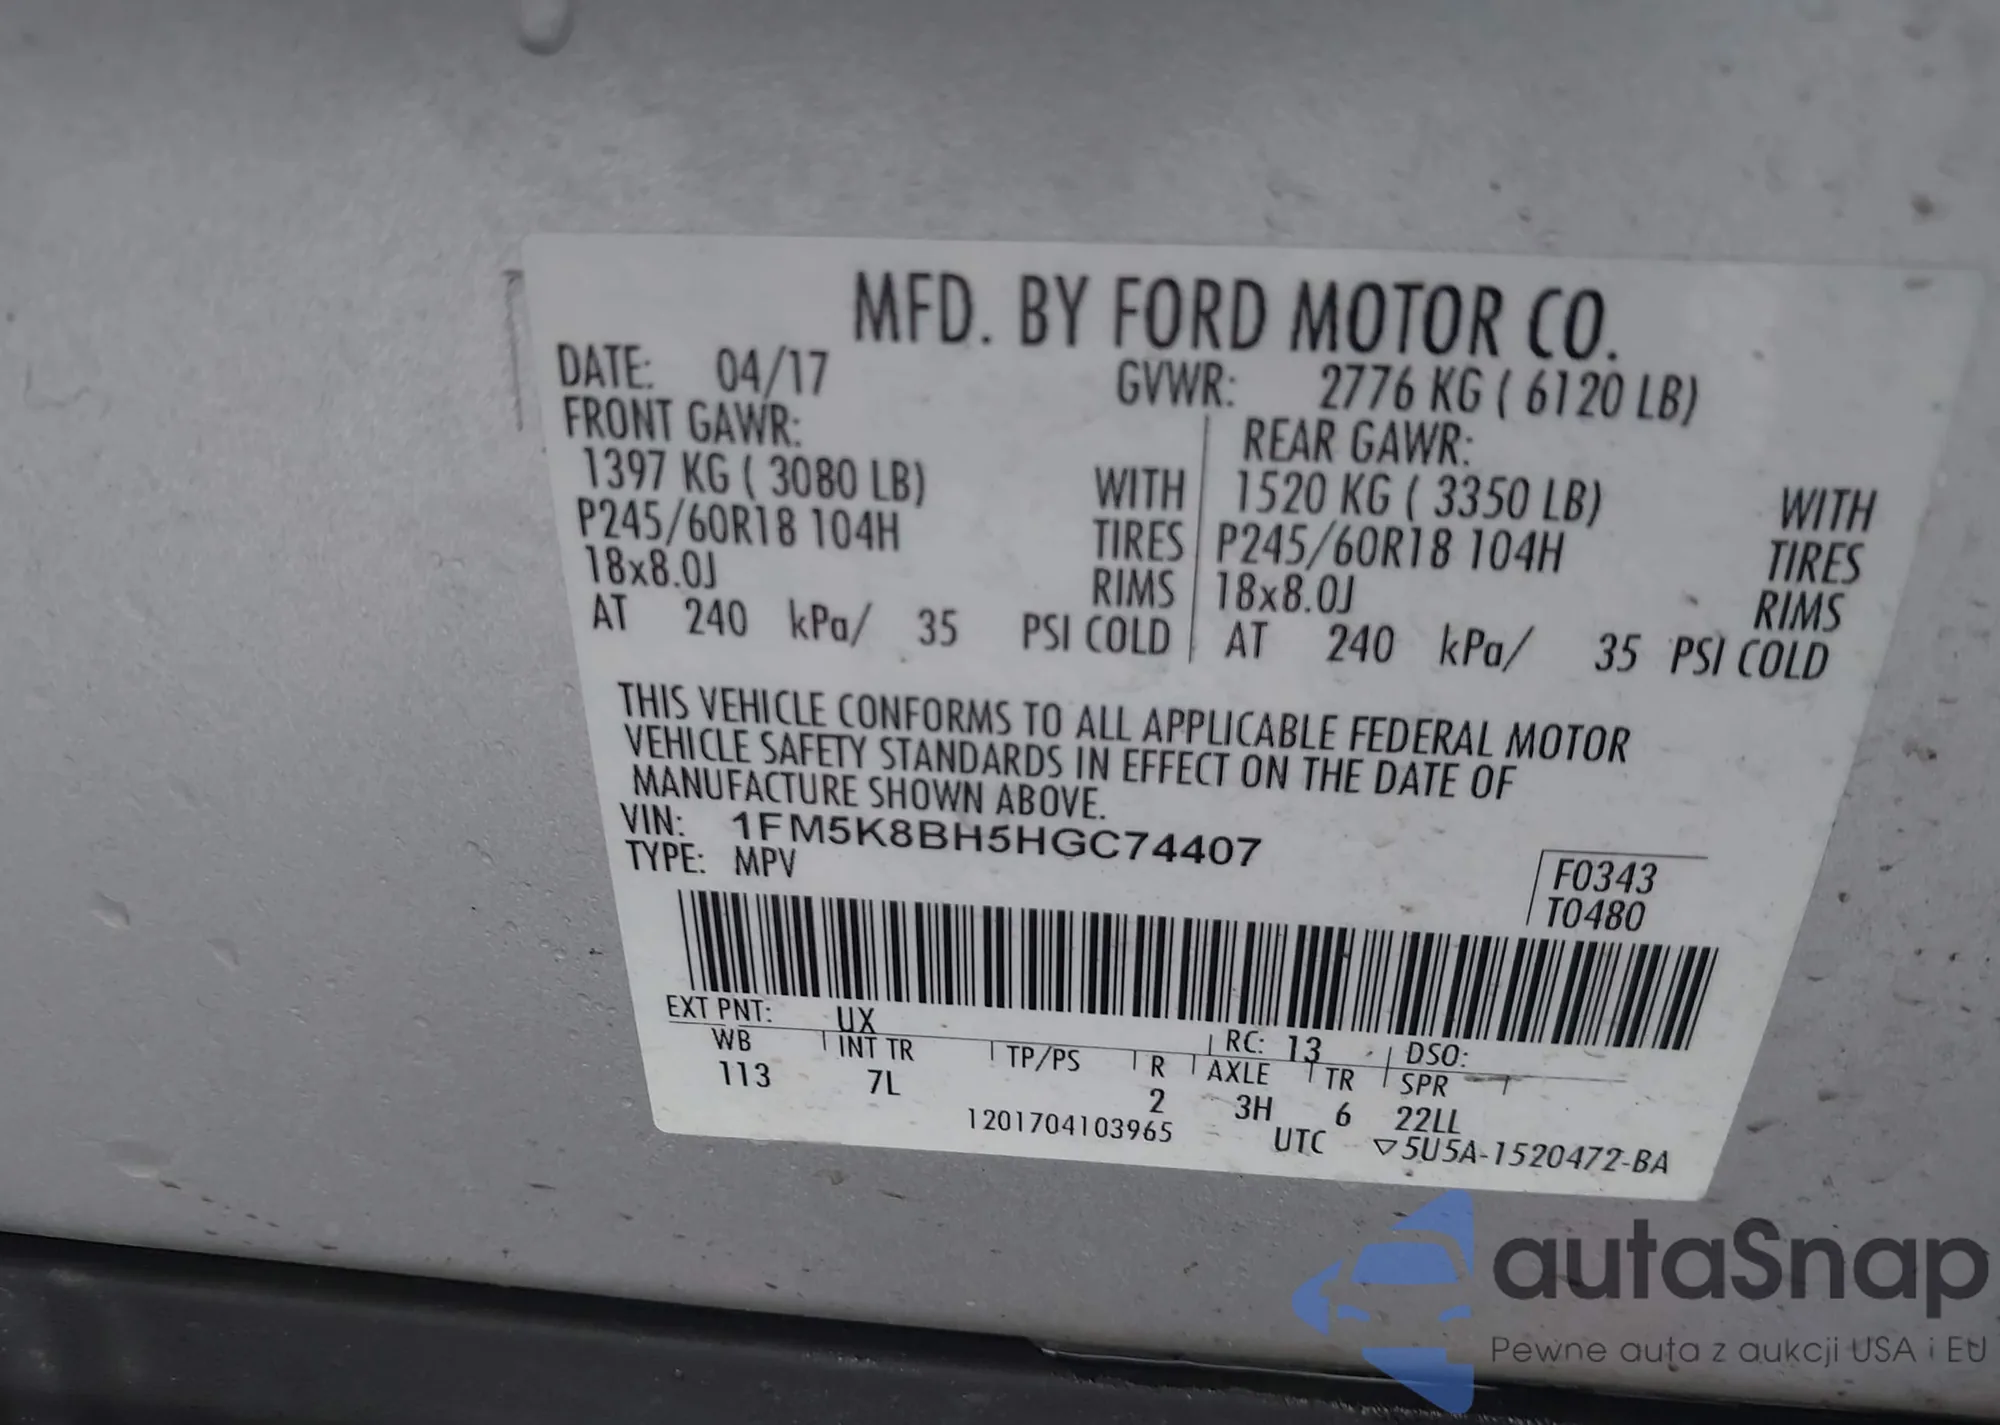 MFD. BY FORD MOTOR CO.
DATE: 04/17 GVWR: 2776 KG ( 6120 LB)
FRONT GAWR: REAR GAWR:
1397 KG ( 3080 LB) WITH 1520 KG ( 3350 LB) WITH
P245/60R18 104H TIRES P245/60R18 104H TIRES
18x8.0J RIMS 18x8.0J RIMS
AT 240 kPa/ 35 PSI COLD AT 240 kPa/ 35 PSI COLD
THIS VEHICLE CONFORMS TO ALL APPLICABLE FEDERAL MOTOR
VEHICLE SAFETY STANDARDS IN EFFECT ON THE DATE OF
MANUFACTURE SHOWN ABOVE.
VIN: 1FM5K8BH5HGC74407
TYPE: MPV F0343
T0480
EXT PNT: UX RC: 13 DSO:
WB INT TR TP/PS R AXLE TR SPR
113 7L 2 3H 6 22LL
1201704103965 UTC ▽5U5A-1520472-BA
autaSnap
Pewne auta z aukcji USA i EU